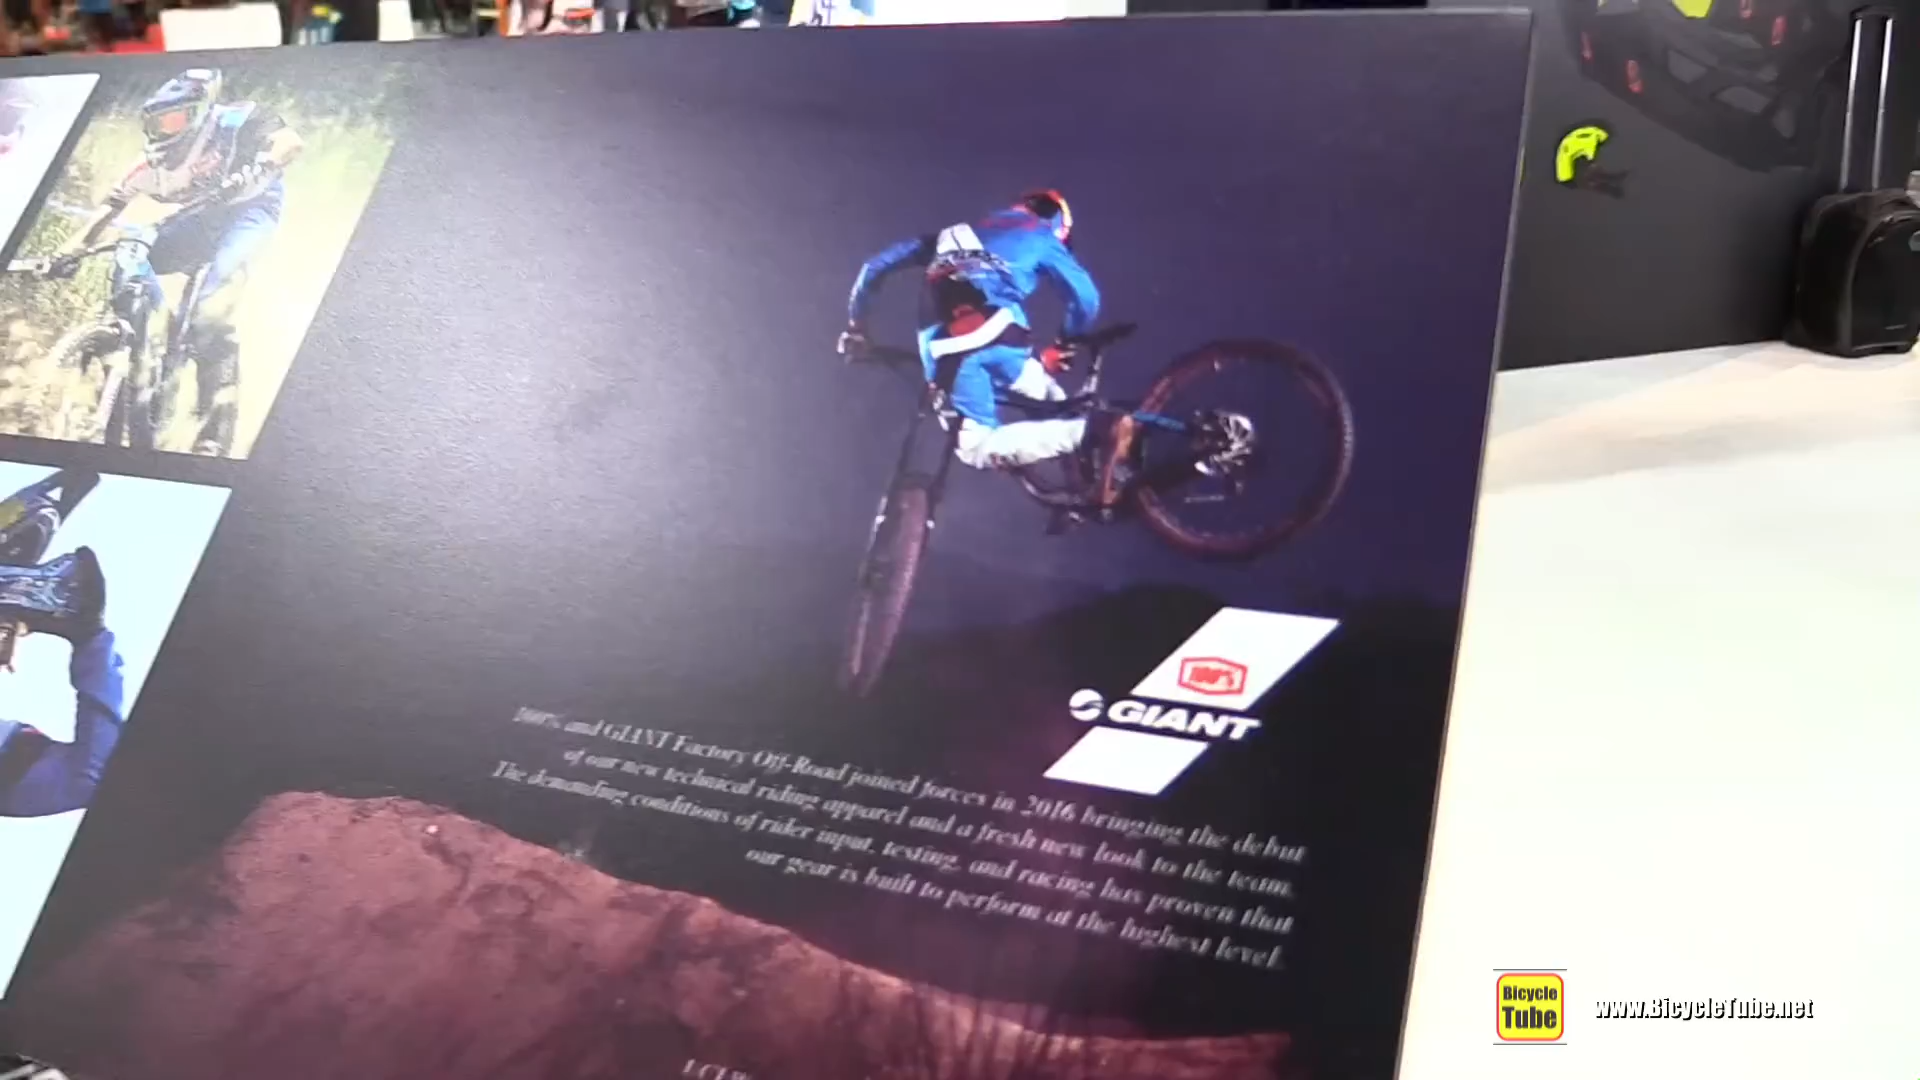 100%
GIANT
100% and GIANT Factory Off-Road joined forces in 2016 bringing the debut
of our new technical riding apparel and a fresh new look to the team.
The demanding conditions of rider input, testing, and racing has proven that
our gear is built to perform at the highest level.
Bicycle
Tube
www.BicycleTube.net